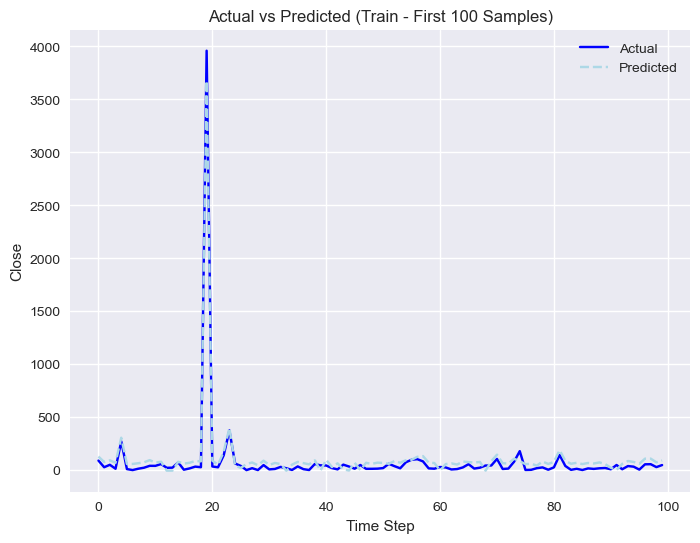 Actual vs Predicted (Train - First 100 Samples)
Actual
Predicted
4000
3500
3000
2500
2000
1500
1000
500
0
Close
0 20 40 60 80 100
Time Step